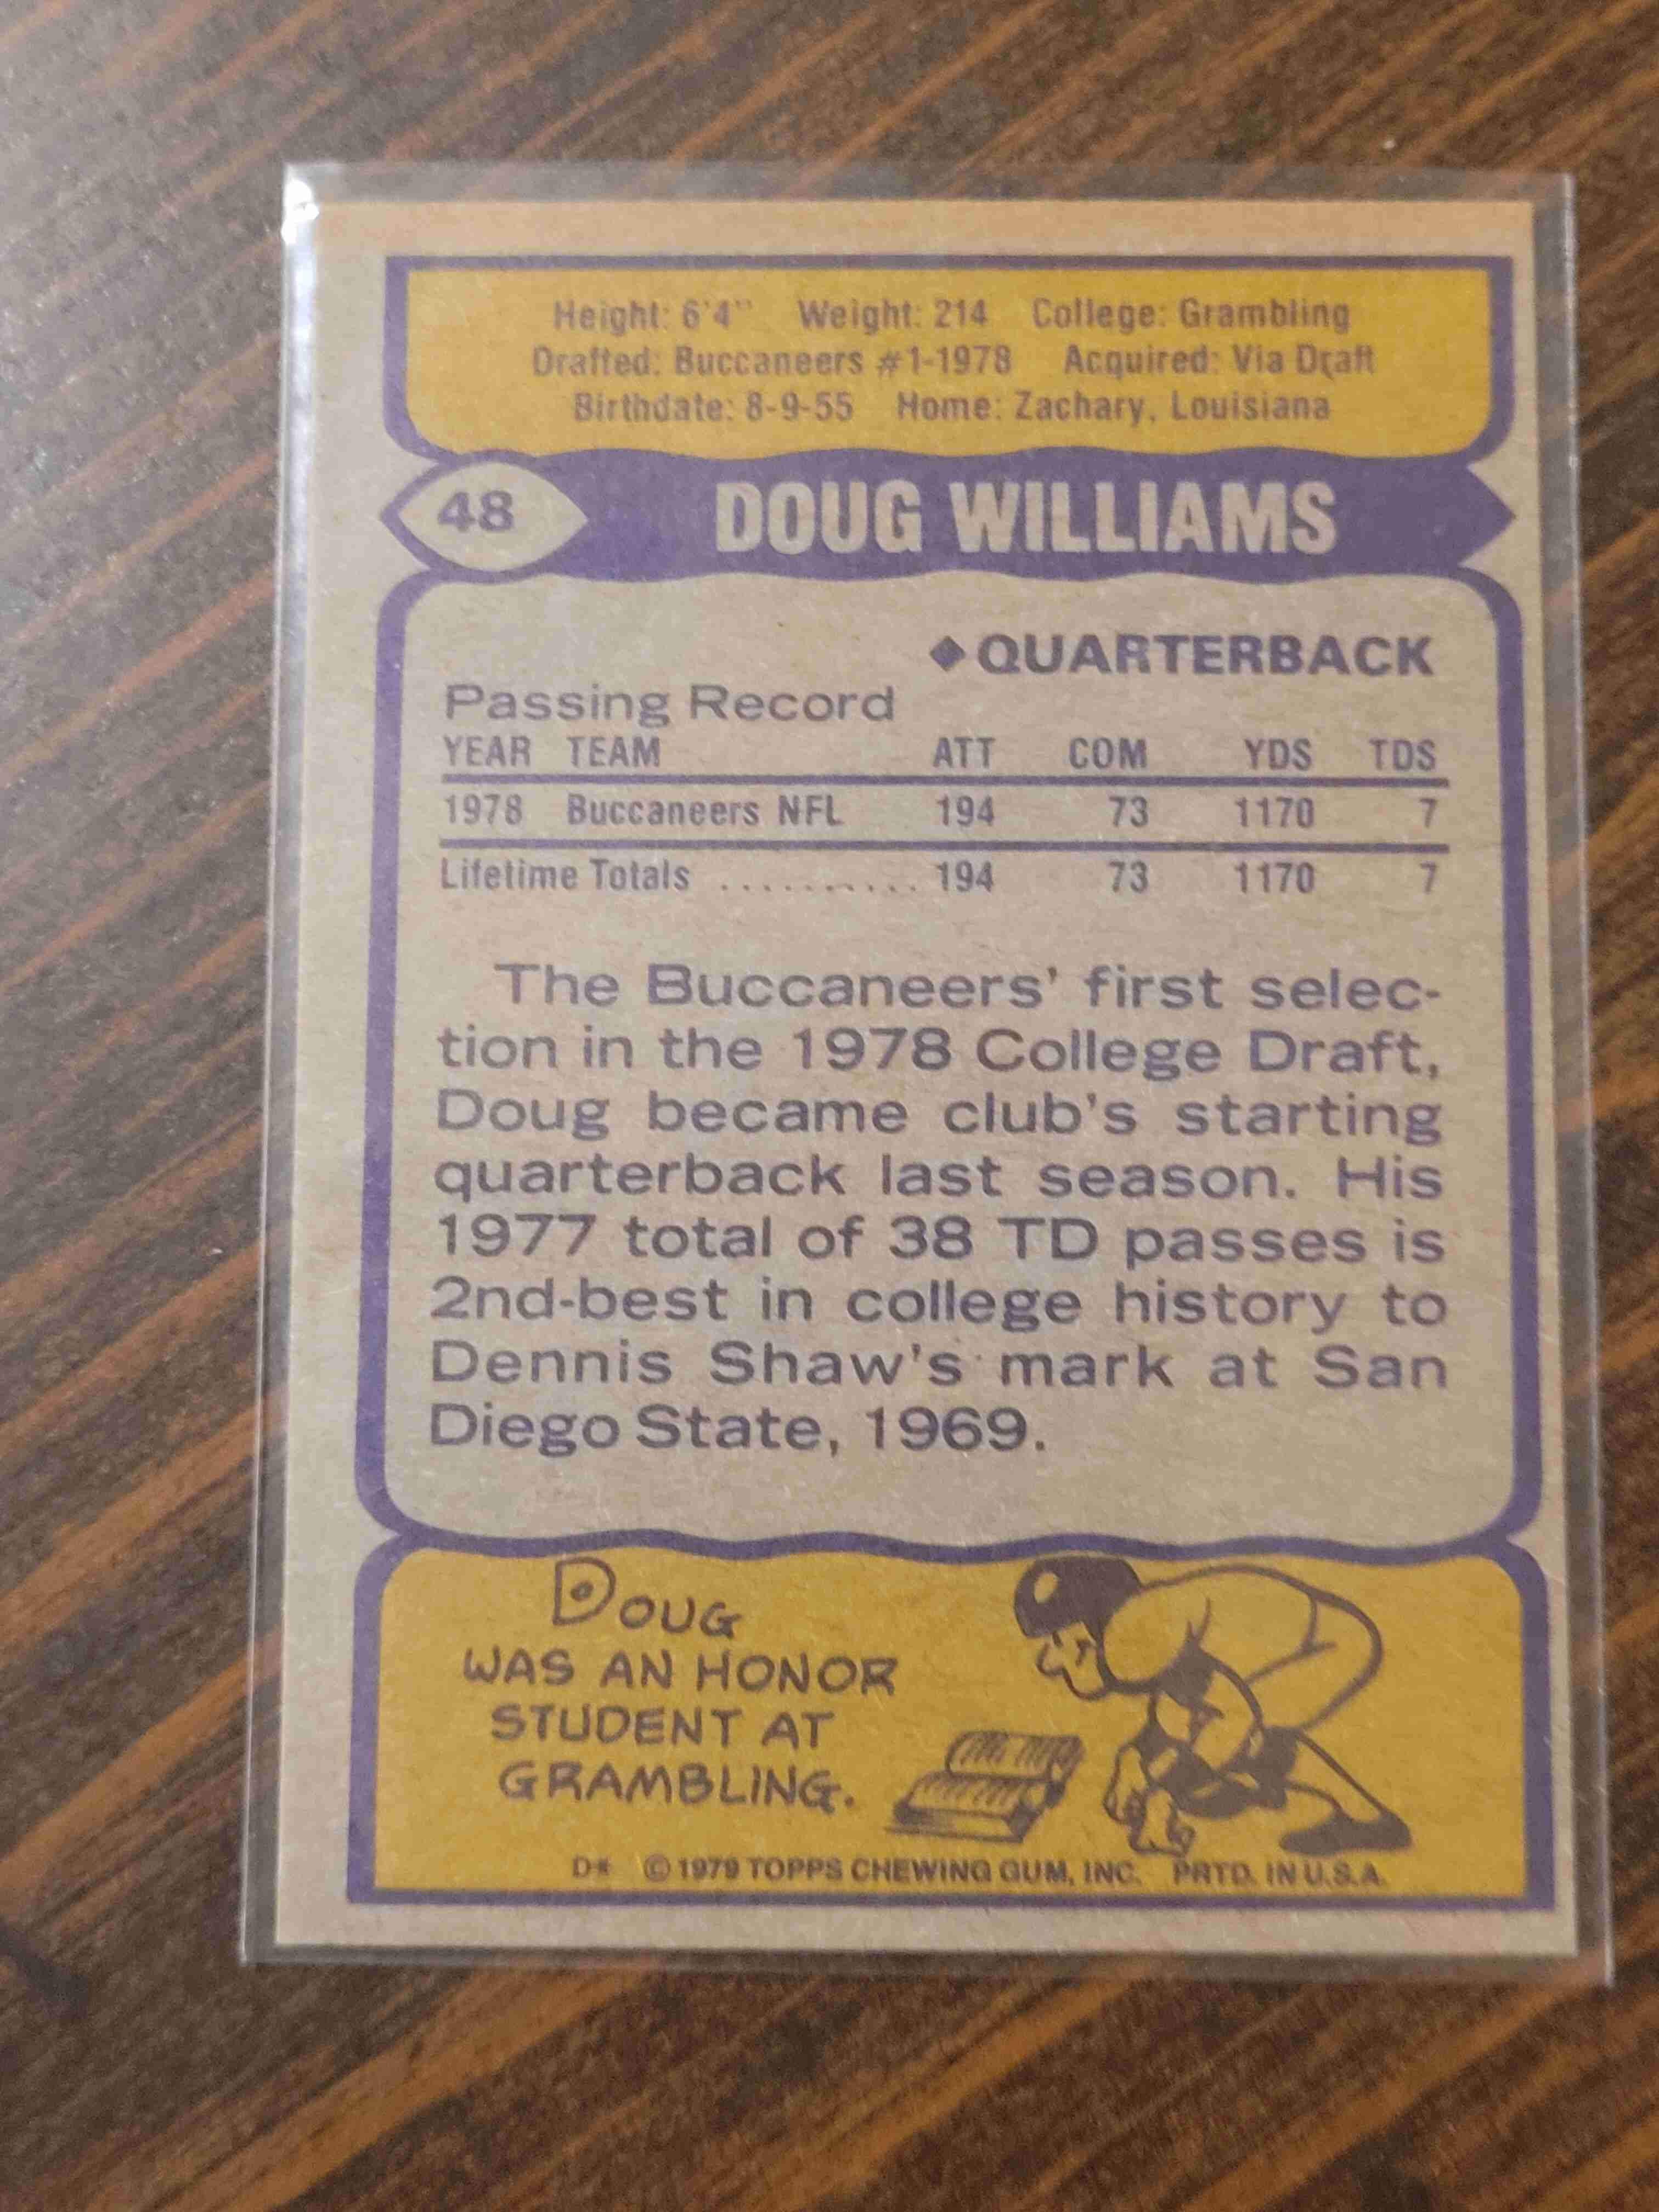 Height: 6'4" Weight: 214 College: Grambling
Drafted: Buccaneers #1-1978 Acquired: Via Draft
Birthdate: 8-9-55 Home: Zachary, Louisiana
48 DOUG WILLIAMS
◆QUARTERBACK
Passing Record
YEAR TEAM ATT COM YDS TDS
1978 Buccaneers NFL 194 73 1170 7
Lifetime Totals .......... 194 73 1170 7
The Buccaneers' first selec-
tion in the 1978 College Draft,
Doug became club's starting
quarterback last season. His
1977 total of 38 TD passes is
2nd-best in college history to
Dennis Shaw's mark at San
Diego State, 1969.
DOUG
WAS AN HONOR
STUDENT AT
GRAMBLING.
D* © 1979 TOPPS CHEWING GUM, INC. PRTD. IN U.S.A.